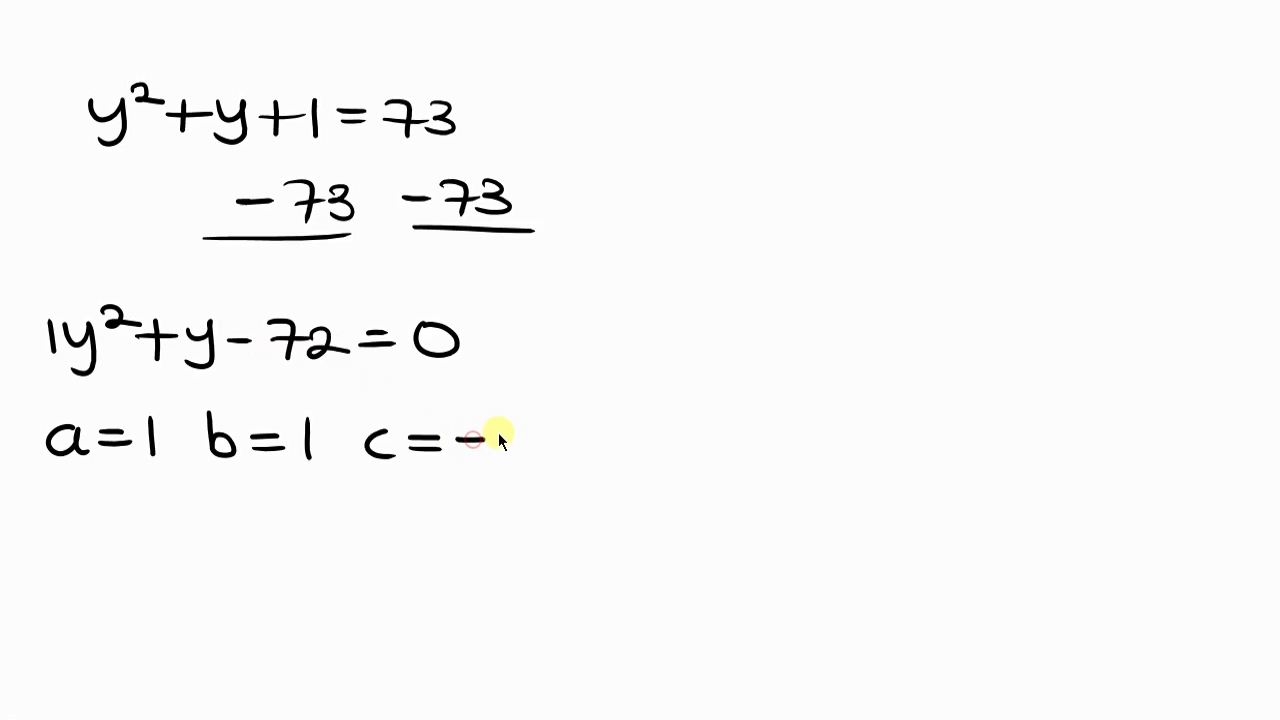 y²+y+1=73
-73 -73
1y²+y-72=0
a=1 b=1 c=-